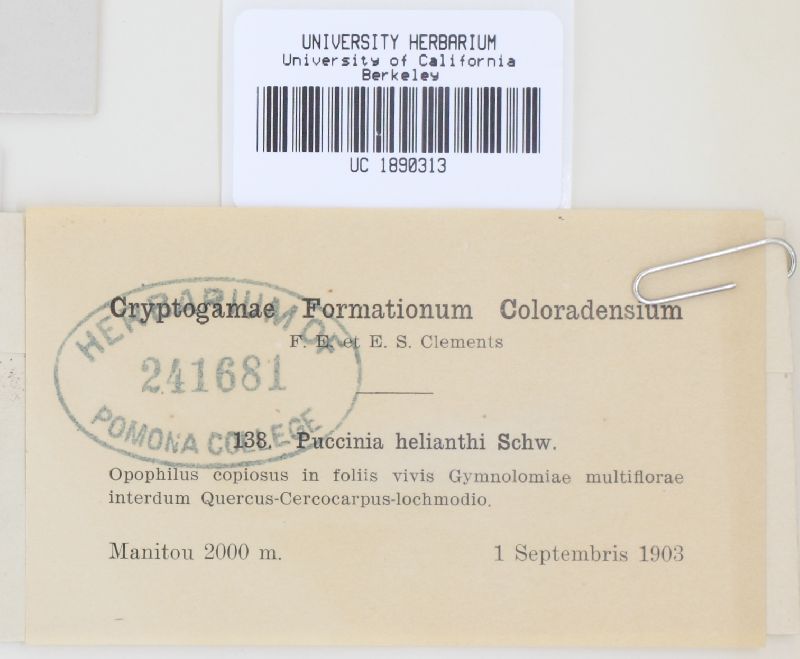 UNIVERSITY HERBARIUM
University of California
Berkeley
UC 1890313
Cryptogamae Formationum Coloradensium
F. E. et E. S. Clements
HERBARIUM OF
241681
POMONA COLLEGE
138. Puccinia helianthi Schw.
Opophilus copiosus in foliis vivis Gymnolomiae multiflorae
interdum Quercus-Cercocarpus-lochmodio.
Manitou 2000 m. 1 Septembris 1903